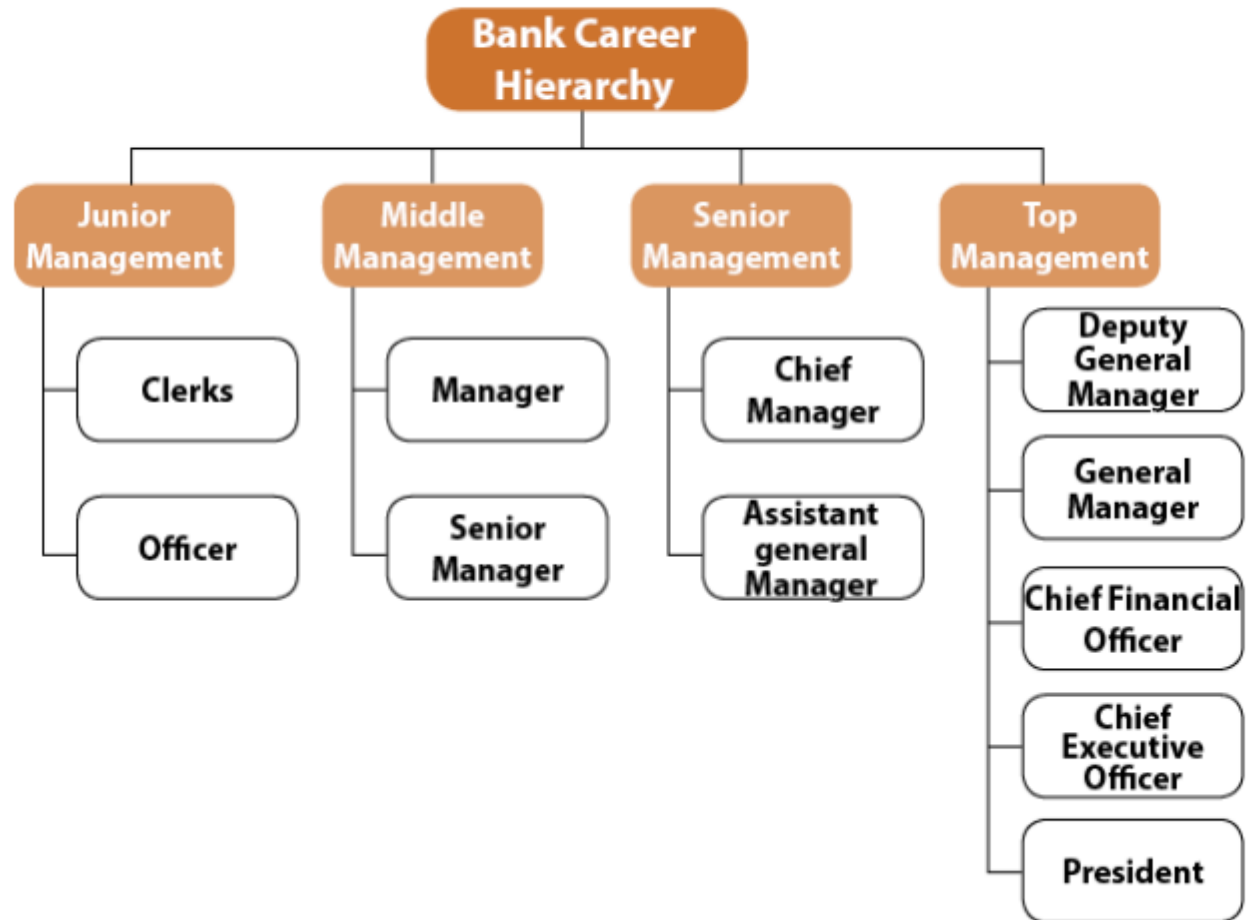 Bank Career
Hierarchy
Junior
Management
Middle
Management
Senior
Management
Top
Management
Clerks
Officer
Manager
Senior
Manager
Chief
Manager
Assistant
general
Manager
Deputy
General
Manager
General
Manager
Chief Financial
Officer
Chief
Executive
Officer
President